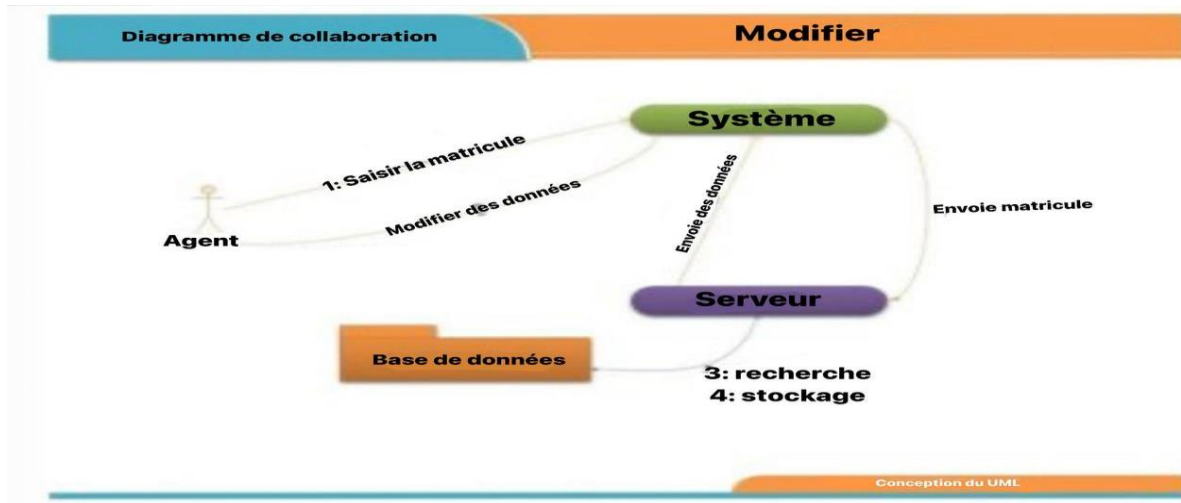 Diagramme de collaboration
Modifier
Système
1: Saisir la matricule
Modifier des données
Envoie des données
Envoie matricule
Agent
Serveur
Base de données
3: recherche
4: stockage
Conception du UML